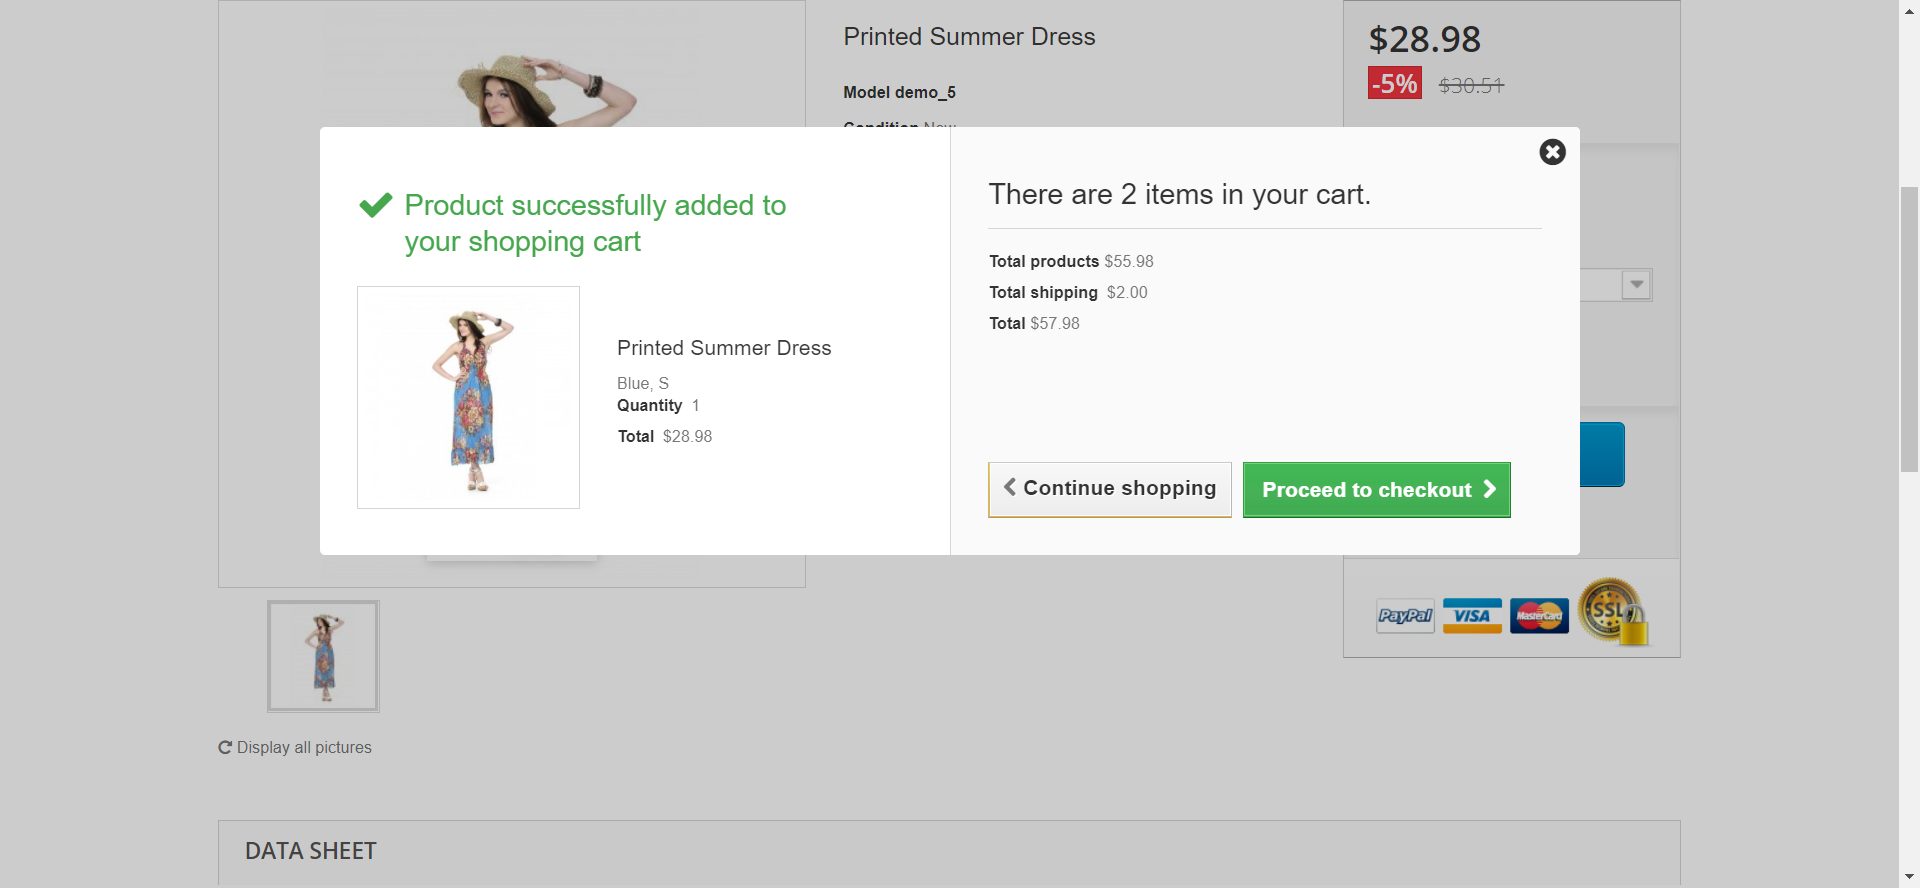 Printed Summer Dress
Model demo_5
Condition New
$28.98
-5% $30.51
Product successfully added to
your shopping cart
Printed Summer Dress
Blue, S
Quantity 1
Total $28.98
There are 2 items in your cart.
Total products $55.98
Total shipping $2.00
Total $57.98
Continue shopping
Proceed to checkout
PayPal VISA MasterCard SSL
Display all pictures
DATA SHEET